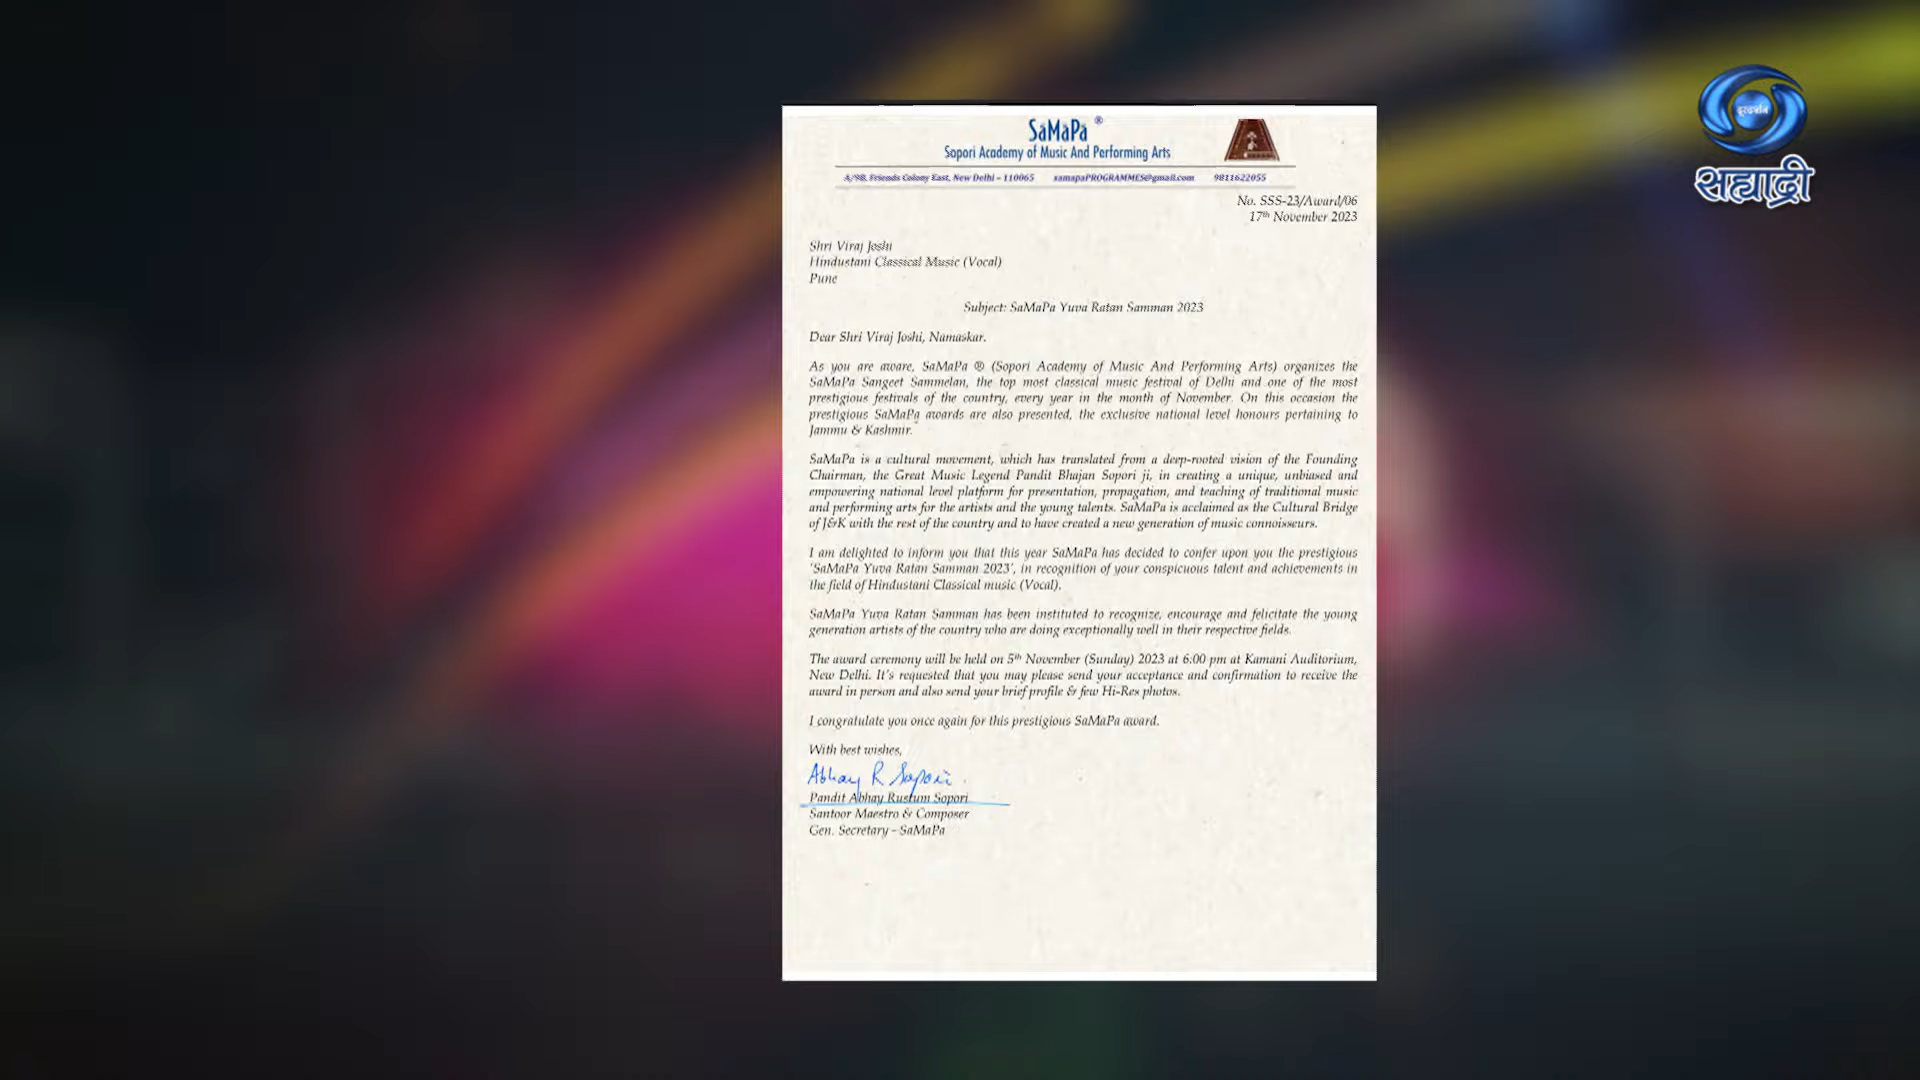 SaMaPa ®
Sopori Academy of Music And Performing Arts
A/9B, Friends Colony East, New Delhi – 110065 samapaPROGRAMMES@gmail.com 9811622055
No. SSS-23/Award/06
17th November 2023
Shri Viraj Joshi
Hindustani Classical Music (Vocal)
Pune
Subject: SaMaPa Yuva Ratan Samman 2023
Dear Shri Viraj Joshi, Namaskar.
As you are aware, SaMaPa ® (Sopori Academy of Music And Performing Arts) organizes the
SaMaPa Sangeet Sammelan, the top most classical music festival of Delhi and one of the most
prestigious festivals of the country, every year in the month of November. On this occasion the
prestigious SaMaPa awards are also presented, the exclusive national level honours pertaining to
Jammu & Kashmir.
SaMaPa is a cultural movement, which has translated from a deep-rooted vision of the Founding
Chairman, the Great Music Legend Pandit Bhajan Sopori ji, in creating a unique, unbiased and
empowering national level platform for presentation, propagation, and teaching of traditional music
and performing arts for the artists and the young talents. SaMaPa is acclaimed as the Cultural Bridge
of J&K with the rest of the country and to have created a new generation of music connoisseurs.
I am delighted to inform you that this year SaMaPa has decided to confer upon you the prestigious
'SaMaPa Yuva Ratan Samman 2023', in recognition of your conspicuous talent and achievements in
the field of Hindustani Classical music (Vocal).
SaMaPa Yuva Ratan Samman has been instituted to recognize, encourage and felicitate the young
generation artists of the country who are doing exceptionally well in their respective fields.
The award ceremony will be held on 5th November (Sunday) 2023 at 6:00 pm at Kamani Auditorium,
New Delhi. It's requested that you may please send your acceptance and confirmation to receive the
award in person and also send your brief profile & few Hi-Res photos.
I congratulate you once again for this prestigious SaMaPa award.
With best wishes,
Abhay R Sopori
Pandit Abhay Rustum Sopori
Santoor Maestro & Composer
Gen. Secretary – SaMaPa
दूरदर्शन
सह्याद्री